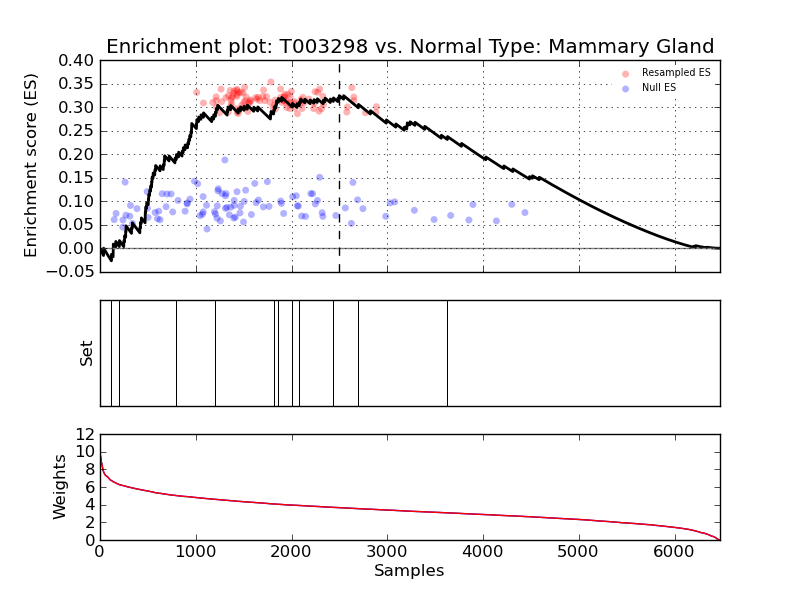 Enrichment plot: T003298 vs. Normal Type: Mammary Gland
Enrichment score (ES)
0.40
0.35
0.30
0.25
0.20
0.15
0.10
0.05
0.00
−0.05
Resampled ES
Null ES
Set
Weights
12
10
8
6
4
2
0
0 1000 2000 3000 4000 5000 6000
Samples